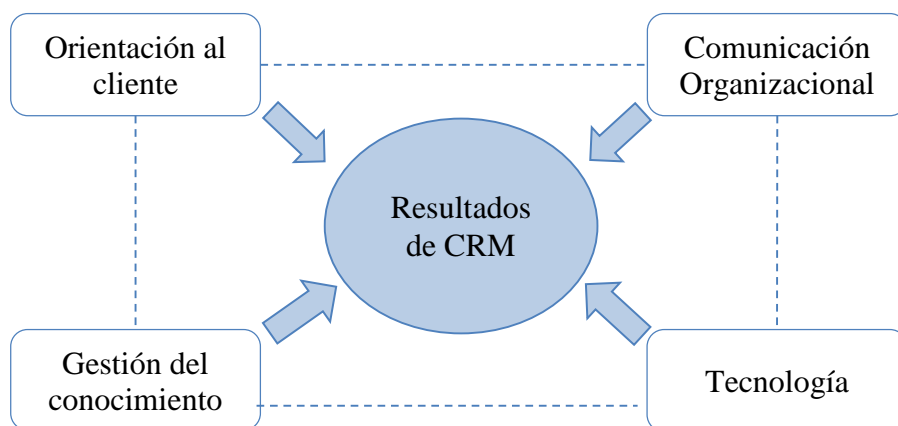 Orientación al
cliente
Comunicación
Organizacional
Resultados
de CRM
Gestión del
conocimiento
Tecnología